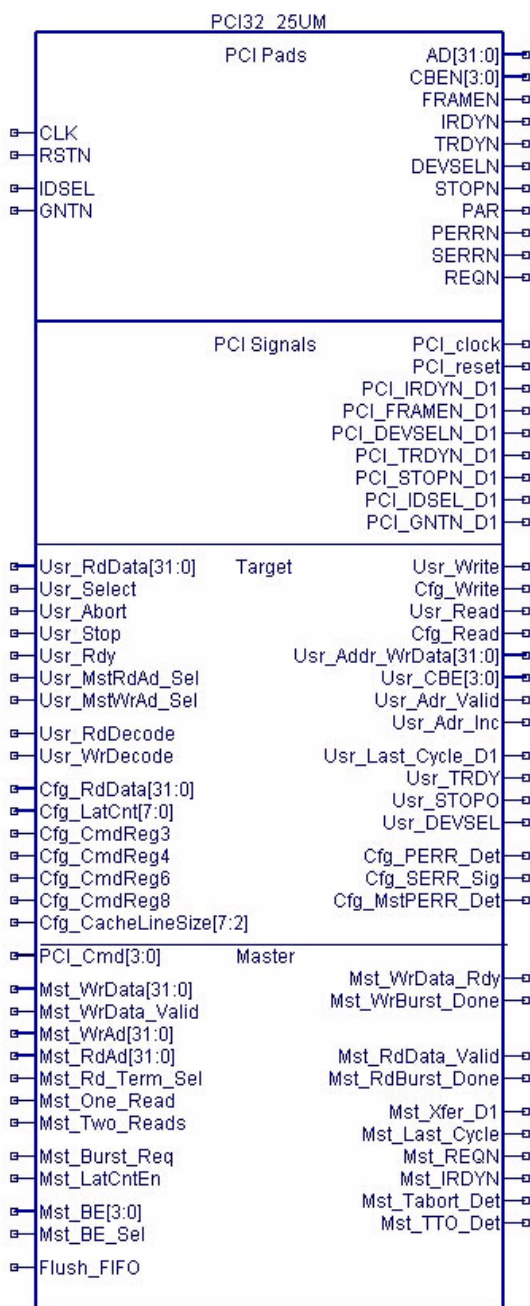 PCI32_25UM
PCI Pads AD[31:0]
CBEN[3:0]
FRAMEN
IRDYN
CLK TRDYN
RSTN DEVSELN
IDSEL STOPN
GNTN PAR
PERRN
SERRN
REQN
PCI Signals PCI_clock
PCI_reset
PCI_IRDYN_D1
PCI_FRAMEN_D1
PCI_DEVSELN_D1
PCI_TRDYN_D1
PCI_STOPN_D1
PCI_IDSEL_D1
PCI_GNTN_D1
Usr_RdData[31:0] Target Usr_Write
Usr_Select Cfg_Write
Usr_Abort Usr_Read
Usr_Stop Cfg_Read
Usr_Rdy Usr_Addr_WrData[31:0]
Usr_MstRdAd_Sel Usr_CBE[3:0]
Usr_MstWrAd_Sel Usr_Adr_Valid
Usr_RdDecode Usr_Adr_Inc
Usr_WrDecode Usr_Last_Cycle_D1
Cfg_RdData[31:0] Usr_TRDY
Cfg_LatCnt[7:0] Usr_STOPO
Cfg_CmdReg3 Usr_DEVSEL
Cfg_CmdReg4 Cfg_PERR_Det
Cfg_CmdReg6 Cfg_SERR_Sig
Cfg_CmdReg8 Cfg_MstPERR_Det
Cfg_CacheLineSize[7:2]
PCI_Cmd[3:0] Master
Mst_WrData_Rdy
Mst_WrData[31:0] Mst_WrBurst_Done
Mst_WrData_Valid
Mst_WrAd[31:0]
Mst_RdAd[31:0] Mst_RdData_Valid
Mst_Rd_Term_Sel Mst_RdBurst_Done
Mst_One_Read Mst_Xfer_D1
Mst_Two_Reads Mst_Last_Cycle
Mst_Burst_Req Mst_REQN
Mst_LatCntEn Mst_IRDYN
Mst_BE[3:0] Mst_Tabort_Det
Mst_BE_Sel Mst_TTO_Det
Flush_FIFO